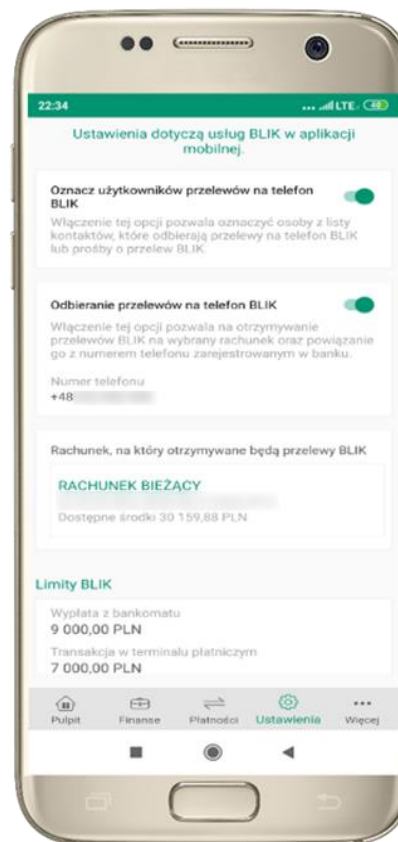 22:34
LTE 40
Ustawienia dotyczą usług BLIK w aplikacji
mobilnej.
Oznacz użytkowników przelewów na telefon
BLIK
Włączenie tej opcji pozwala oznaczyć osoby z listy
kontaktów, które odbierają przelewy na telefon BLIK
lub prośby o przelew BLIK.
Odbieranie przelewów na telefon BLIK
Włączenie tej opcji pozwala na otrzymywanie
przelewów BLIK na wybrany rachunek oraz powiązanie
go z numerem telefonu zarejestrowanym w banku.
Numer telefonu
+48
Rachunek, na który otrzymywane będą przelewy BLIK
RACHUNEK BIEŻĄCY
Dostępne środki 30 159,88 PLN
Limity BLIK
Wypłata z bankomatu
9 000,00 PLN
Transakcja w terminalu płatniczym
7 000,00 PLN
Pulpit Finanse Płatności Ustawienia Więcej